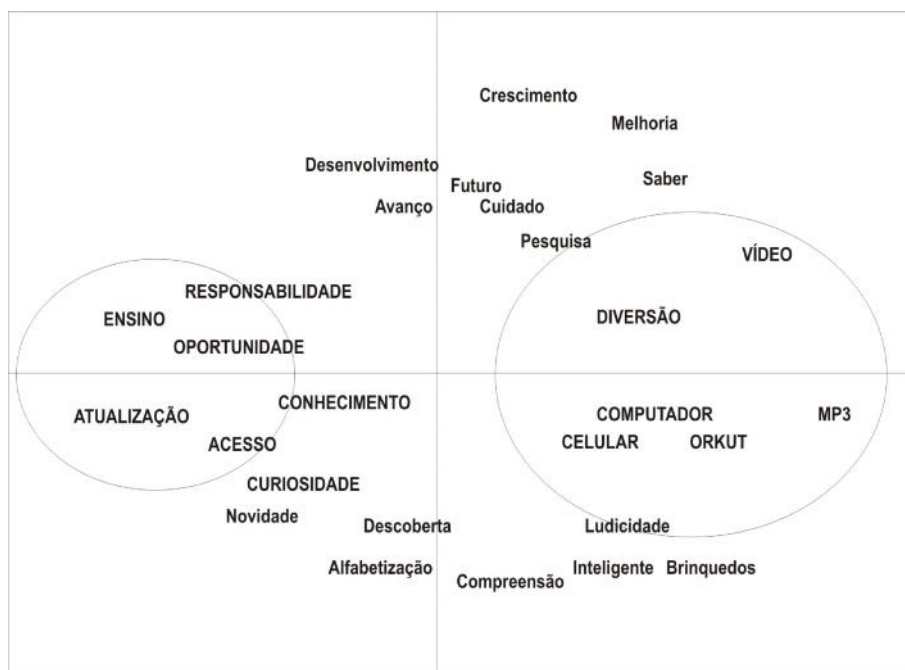 Crescimento
Melhoria
Desenvolvimento
Saber
Futuro
Avanço
Cuidado
Pesquisa
VÍDEO
RESPONSABILIDADE
ENSINO
DIVERSÃO
OPORTUNIDADE
CONHECIMENTO
ATUALIZAÇÃO
COMPUTADOR
MP3
ACESSO
CELULAR
ORKUT
CURIOSIDADE
Novidade
Descoberta
Ludicidade
Alfabetização
Inteligente
Brinquedos
Compreensão